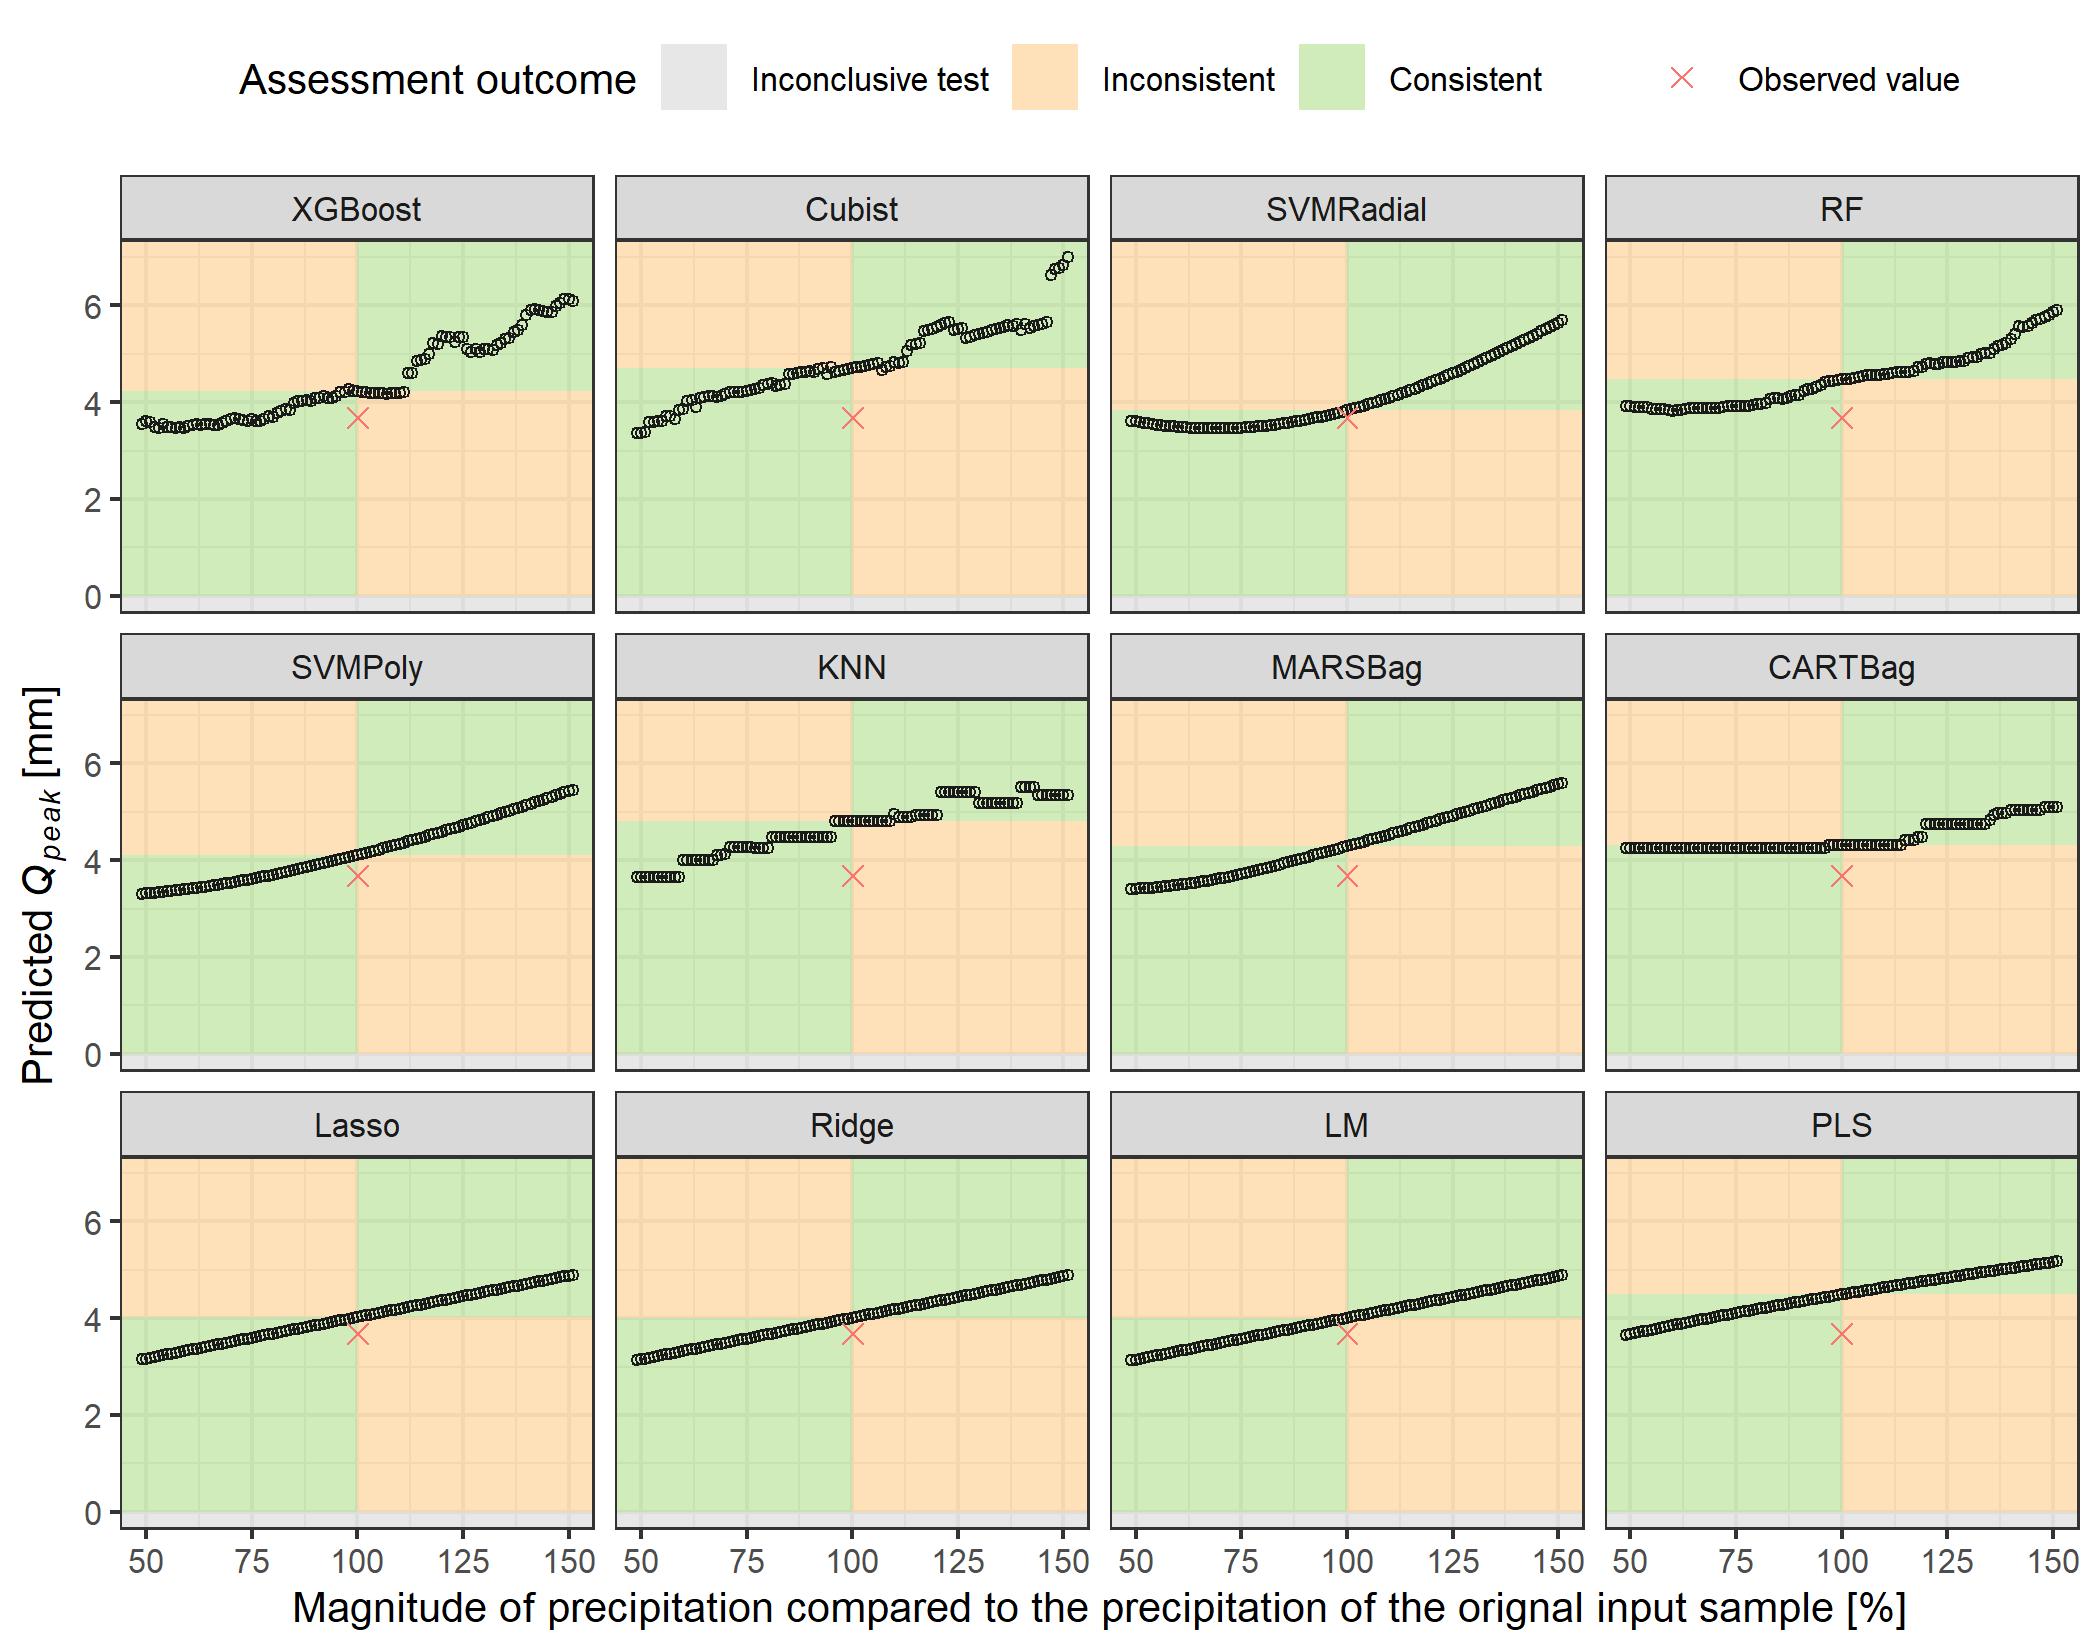 Assessment outcome Inconclusive test Inconsistent Consistent Observed value
XGBoost Cubist SVMRadial RF
6
4
2
0
SVMPoly KNN MARSBag CARTBag
6
4
2
0
Lasso Ridge LM PLS
6
4
2
0
50 75 100 125 150 50 75 100 125 150 50 75 100 125 150 50 75 100 125 150
Predicted Qpeak [mm]
Magnitude of precipitation compared to the precipitation of the orignal input sample [%]